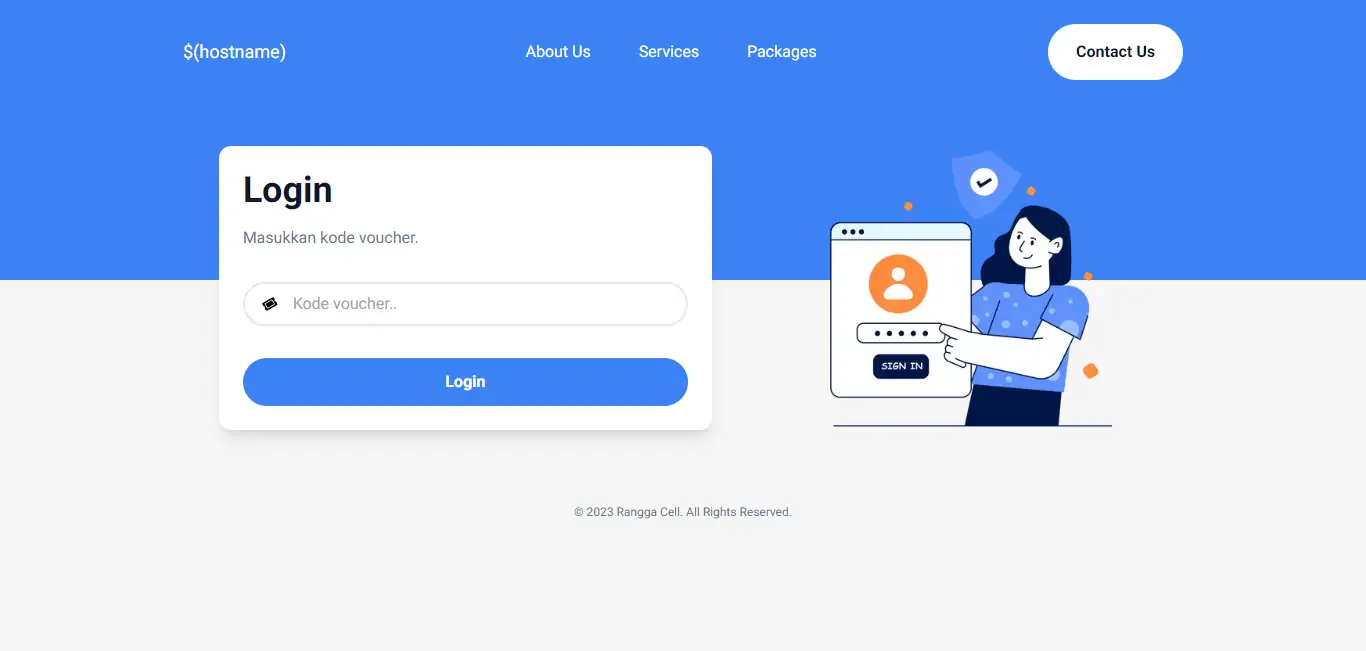 $(hostname)
About Us
Services
Packages
Contact Us
Login
Masukkan kode voucher.
Kode voucher..
Login
SIGN IN
© 2023 Rangga Cell. All Rights Reserved.